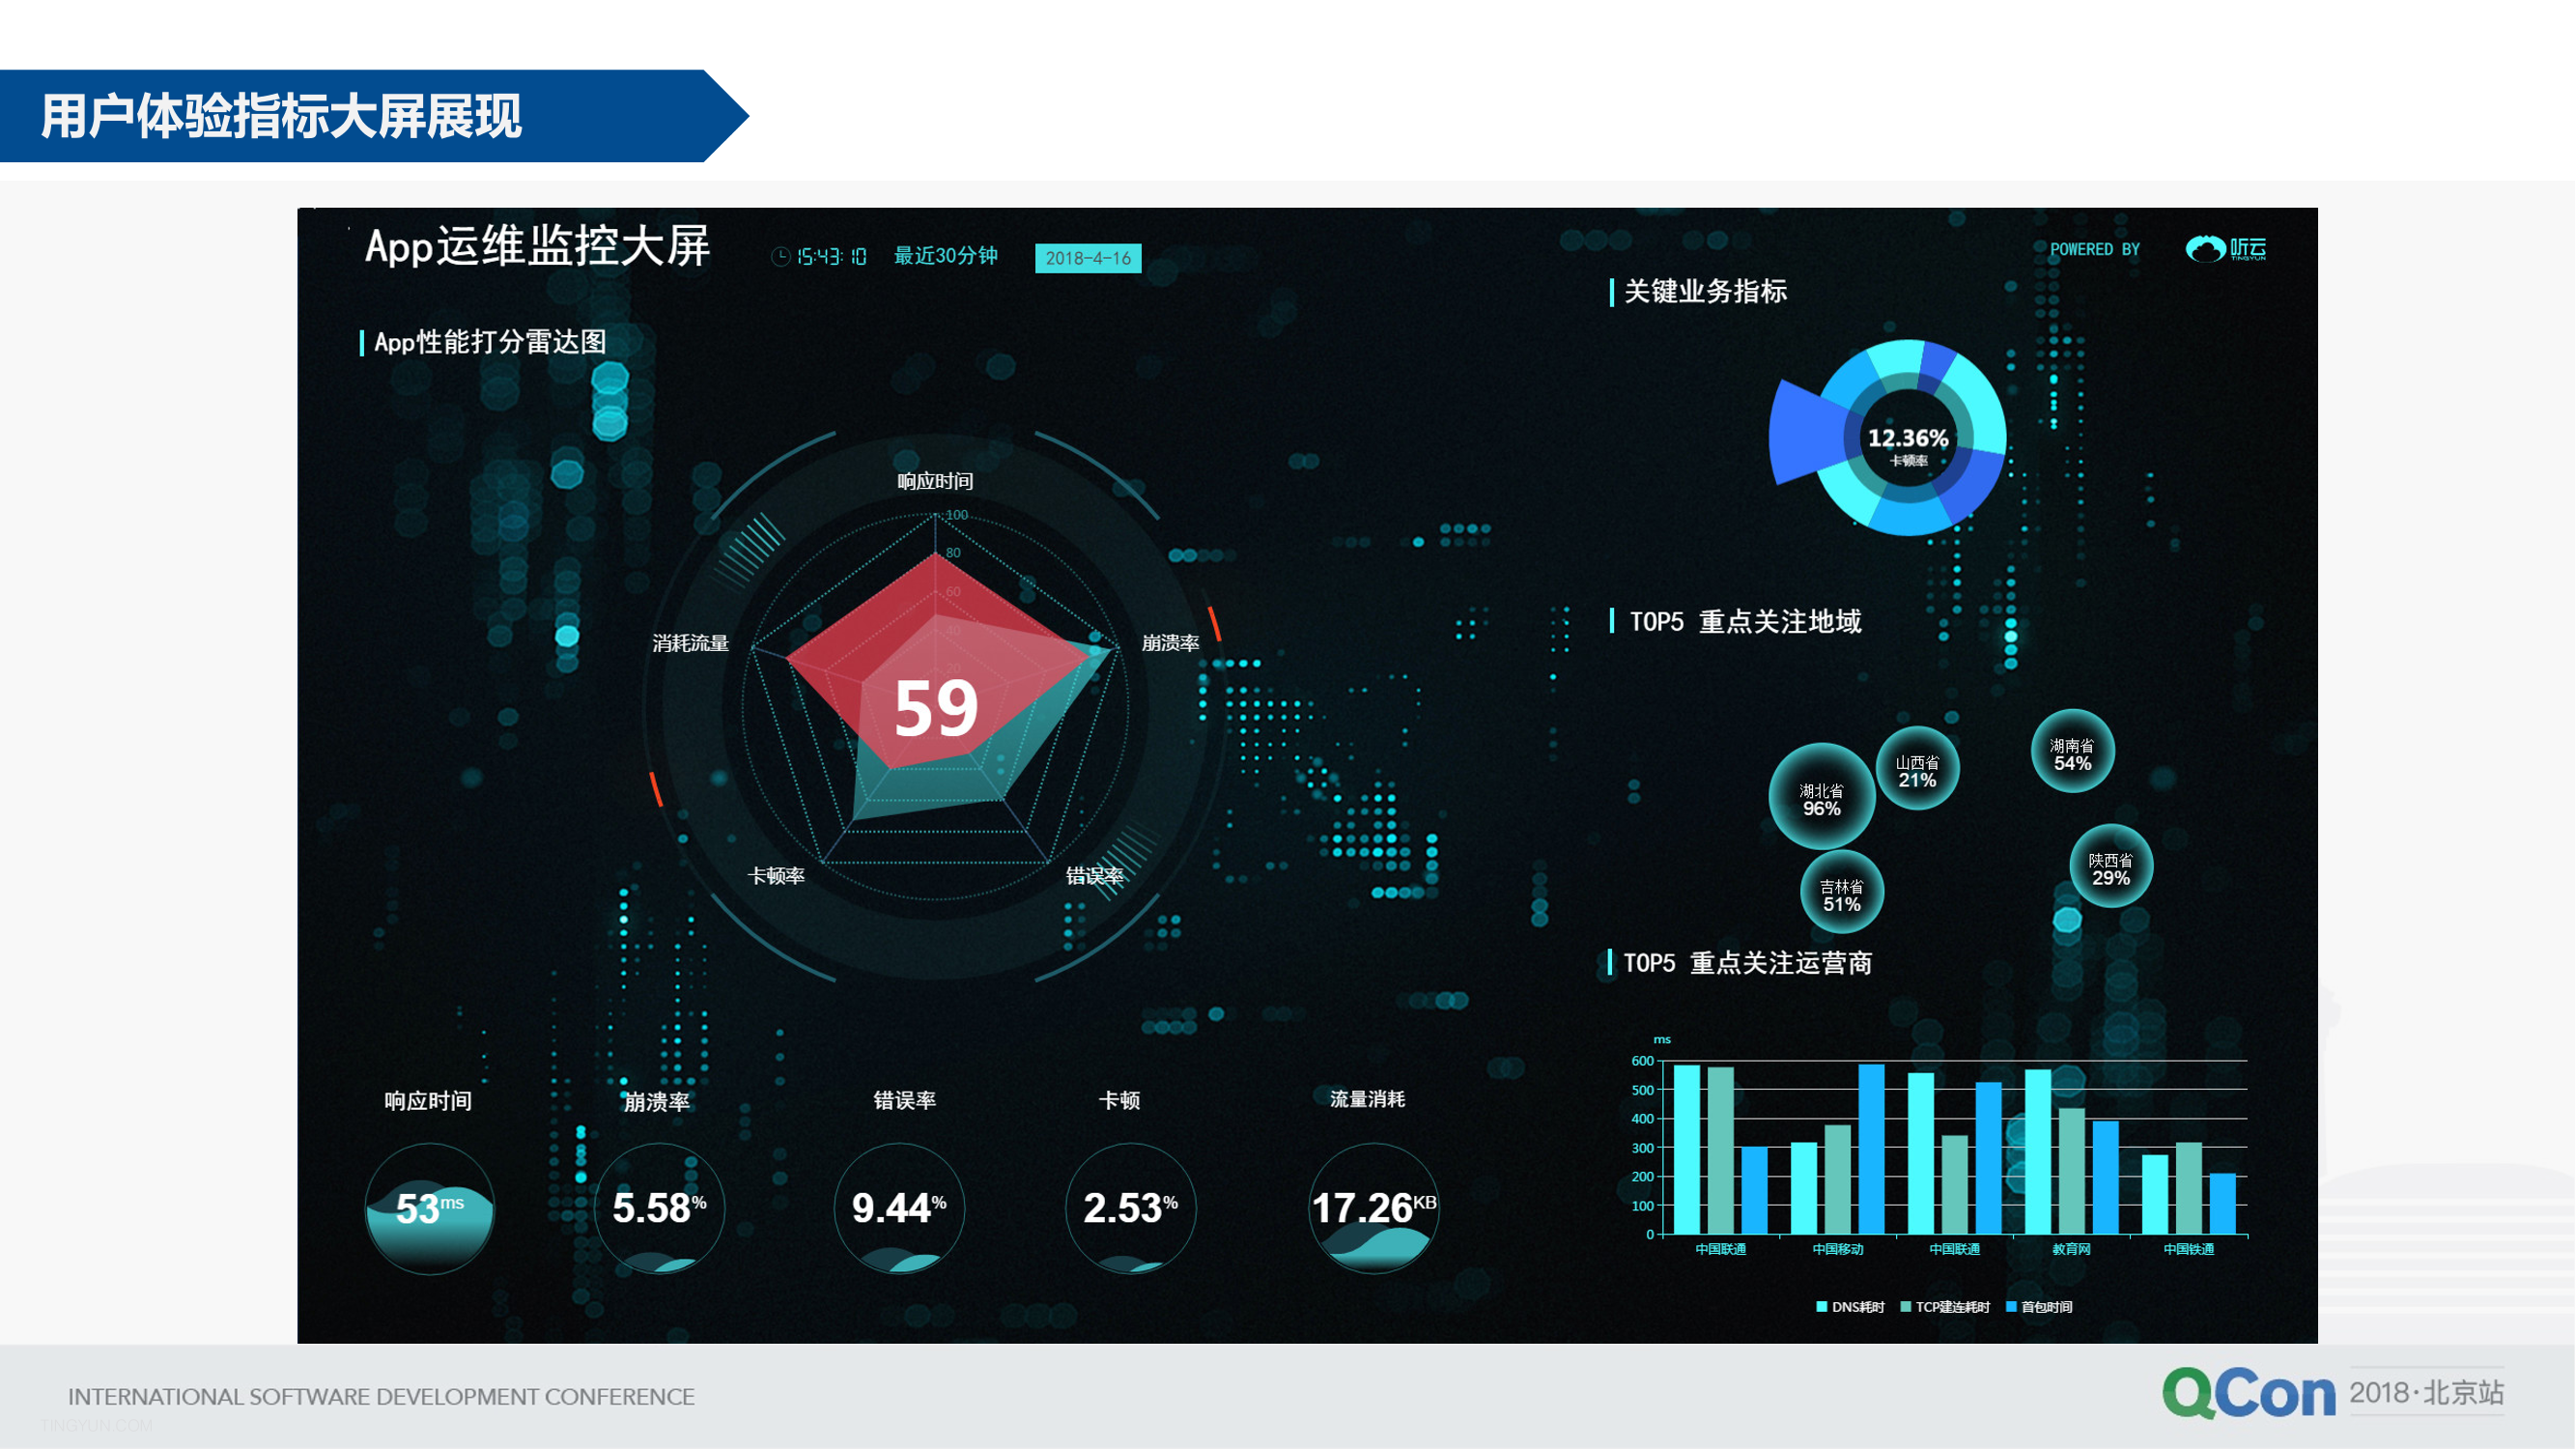 用户体验指标大屏展现
App运维监控大屏
15:43:10
最近30分钟
2018-4-16
POWERED BY
听云
TINGYUN
App性能打分雷达图
响应时间
100
80
60
40
20
消耗流量
崩溃率
59
卡顿率
错误率
响应时间
崩溃率
错误率
卡顿
流量消耗
53ms
5.58%
9.44%
2.53%
17.26KB
关键业务指标
12.36%
卡顿率
TOP5 重点关注地域
湖南省
54%
山西省
21%
湖北省
96%
陕西省
29%
吉林省
51%
TOP5 重点关注运营商
ms
600
500
400
300
200
100
0
中国联通 中国移动 中国联通 教育网 中国铁通
DNS耗时 TCP建连耗时 首包时间
INTERNATIONAL SOFTWARE DEVELOPMENT CONFERENCE
TINGYUN.COM
QCon 2018·北京站